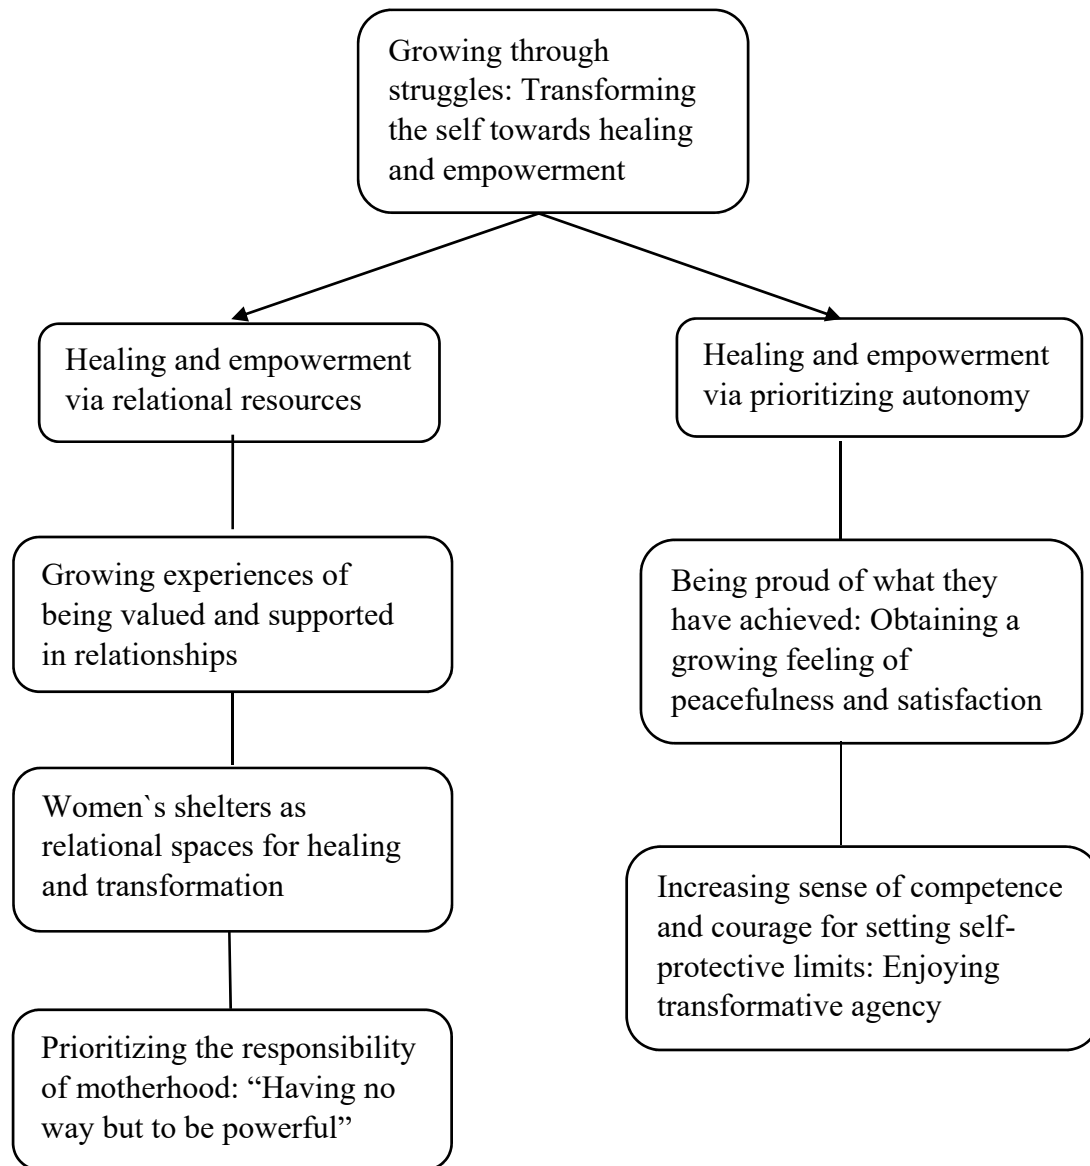 Growing through
struggles: Transforming
the self towards healing
and empowerment
Healing and empowerment
via relational resources
Healing and empowerment
via prioritizing autonomy
Growing experiences of
being valued and supported
in relationships
Being proud of what they
have achieved: Obtaining a
growing feeling of
peacefulness and satisfaction
Women`s shelters as
relational spaces for healing
and transformation
Increasing sense of competence
and courage for setting self-
protective limits: Enjoying
transformative agency
Prioritizing the responsibility
of motherhood: “Having no
way but to be powerful”